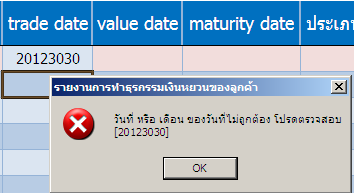 trade date value date maturity date ประเภ
20123030
รายงานการทำธุรกรรมเงินหยวนของลูกค้า
วันที่ หรือ เดือน ของวันที่ไม่ถูกต้อง โปรดตรวจสอบ
[20123030]
OK